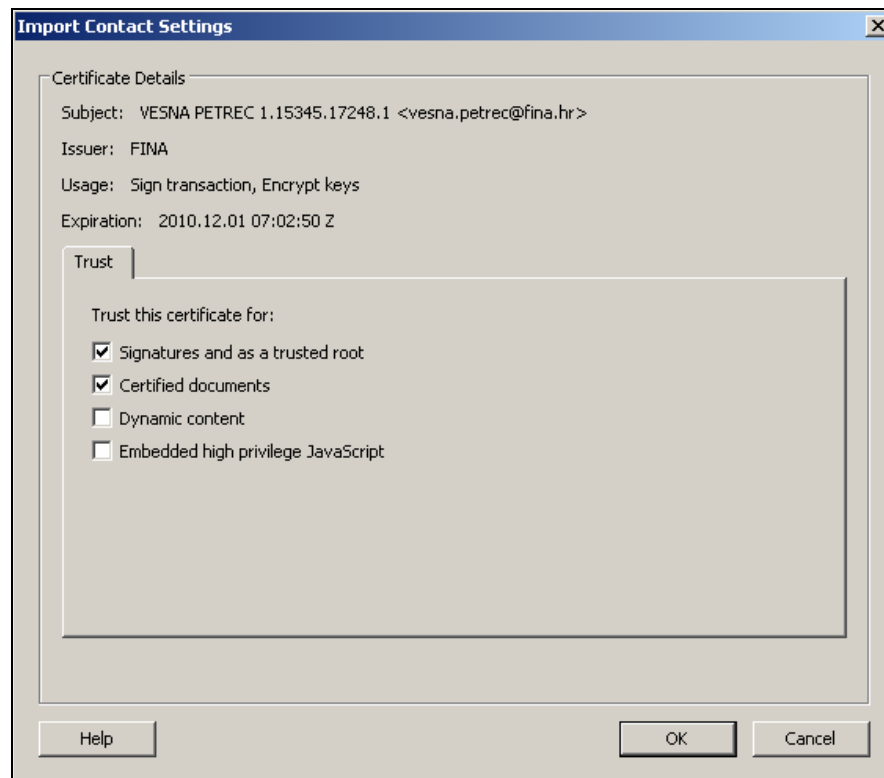 Import Contact Settings
Certificate Details
Subject: VESNA PETREC 1.15345.17248.1 <vesna.petrec@fina.hr>
Issuer: FINA
Usage: Sign transaction, Encrypt keys
Expiration: 2010.12.01 07:02:50 Z
Trust
Trust this certificate for:
Signatures and as a trusted root
Certified documents
Dynamic content
Embedded high privilege JavaScript
Help OK Cancel